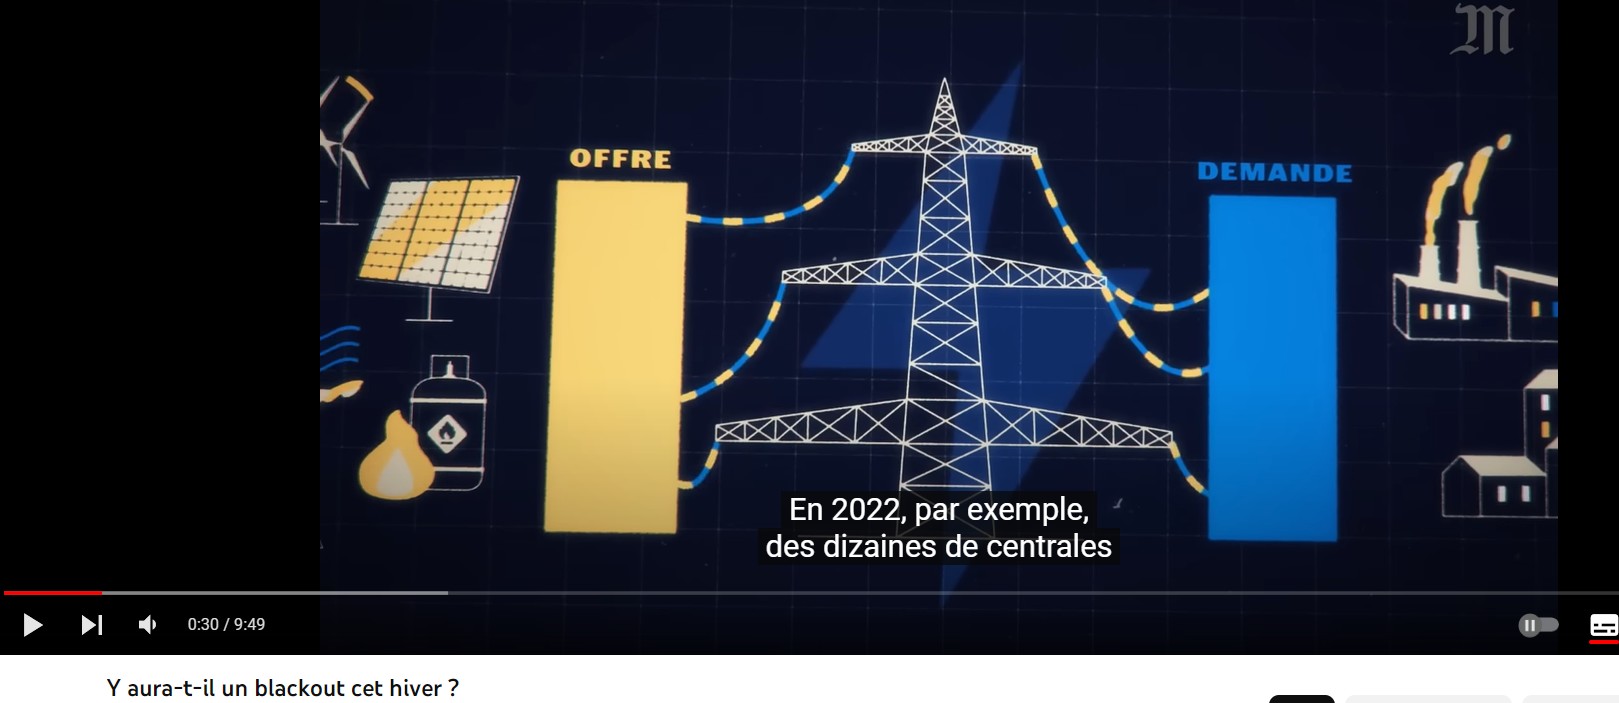 M
OFFRE
DEMANDE
En 2022, par exemple,
des dizaines de centrales
0:30 / 9:49
Y aura-t-il un blackout cet hiver ?